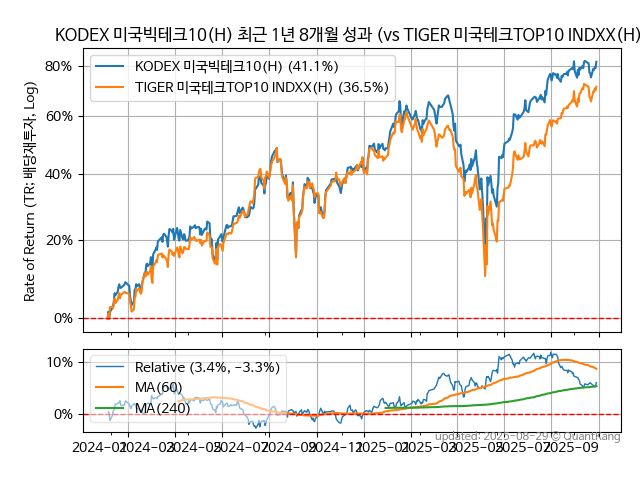 KODEX 미국빅테크10(H) 최근 1년 8개월 성과 (vs TIGER 미국테크TOP10 INDXX(H)
Rate of Return (TR: 배당재투자, Log)
80%
60%
40%
20%
0%
KODEX 미국빅테크10(H) (41.1%)
TIGER 미국테크TOP10 INDXX(H) (36.5%)
10%
0%
Relative (3.4%, −3.3%)
MA(60)
MA(240)
2024−01
2024−03
2024−05
2024−07
2024−09
2024−11
2025−01
2025−03
2025−05
2025−07
2025−09
updated: 2025-08-29 © QuantKang